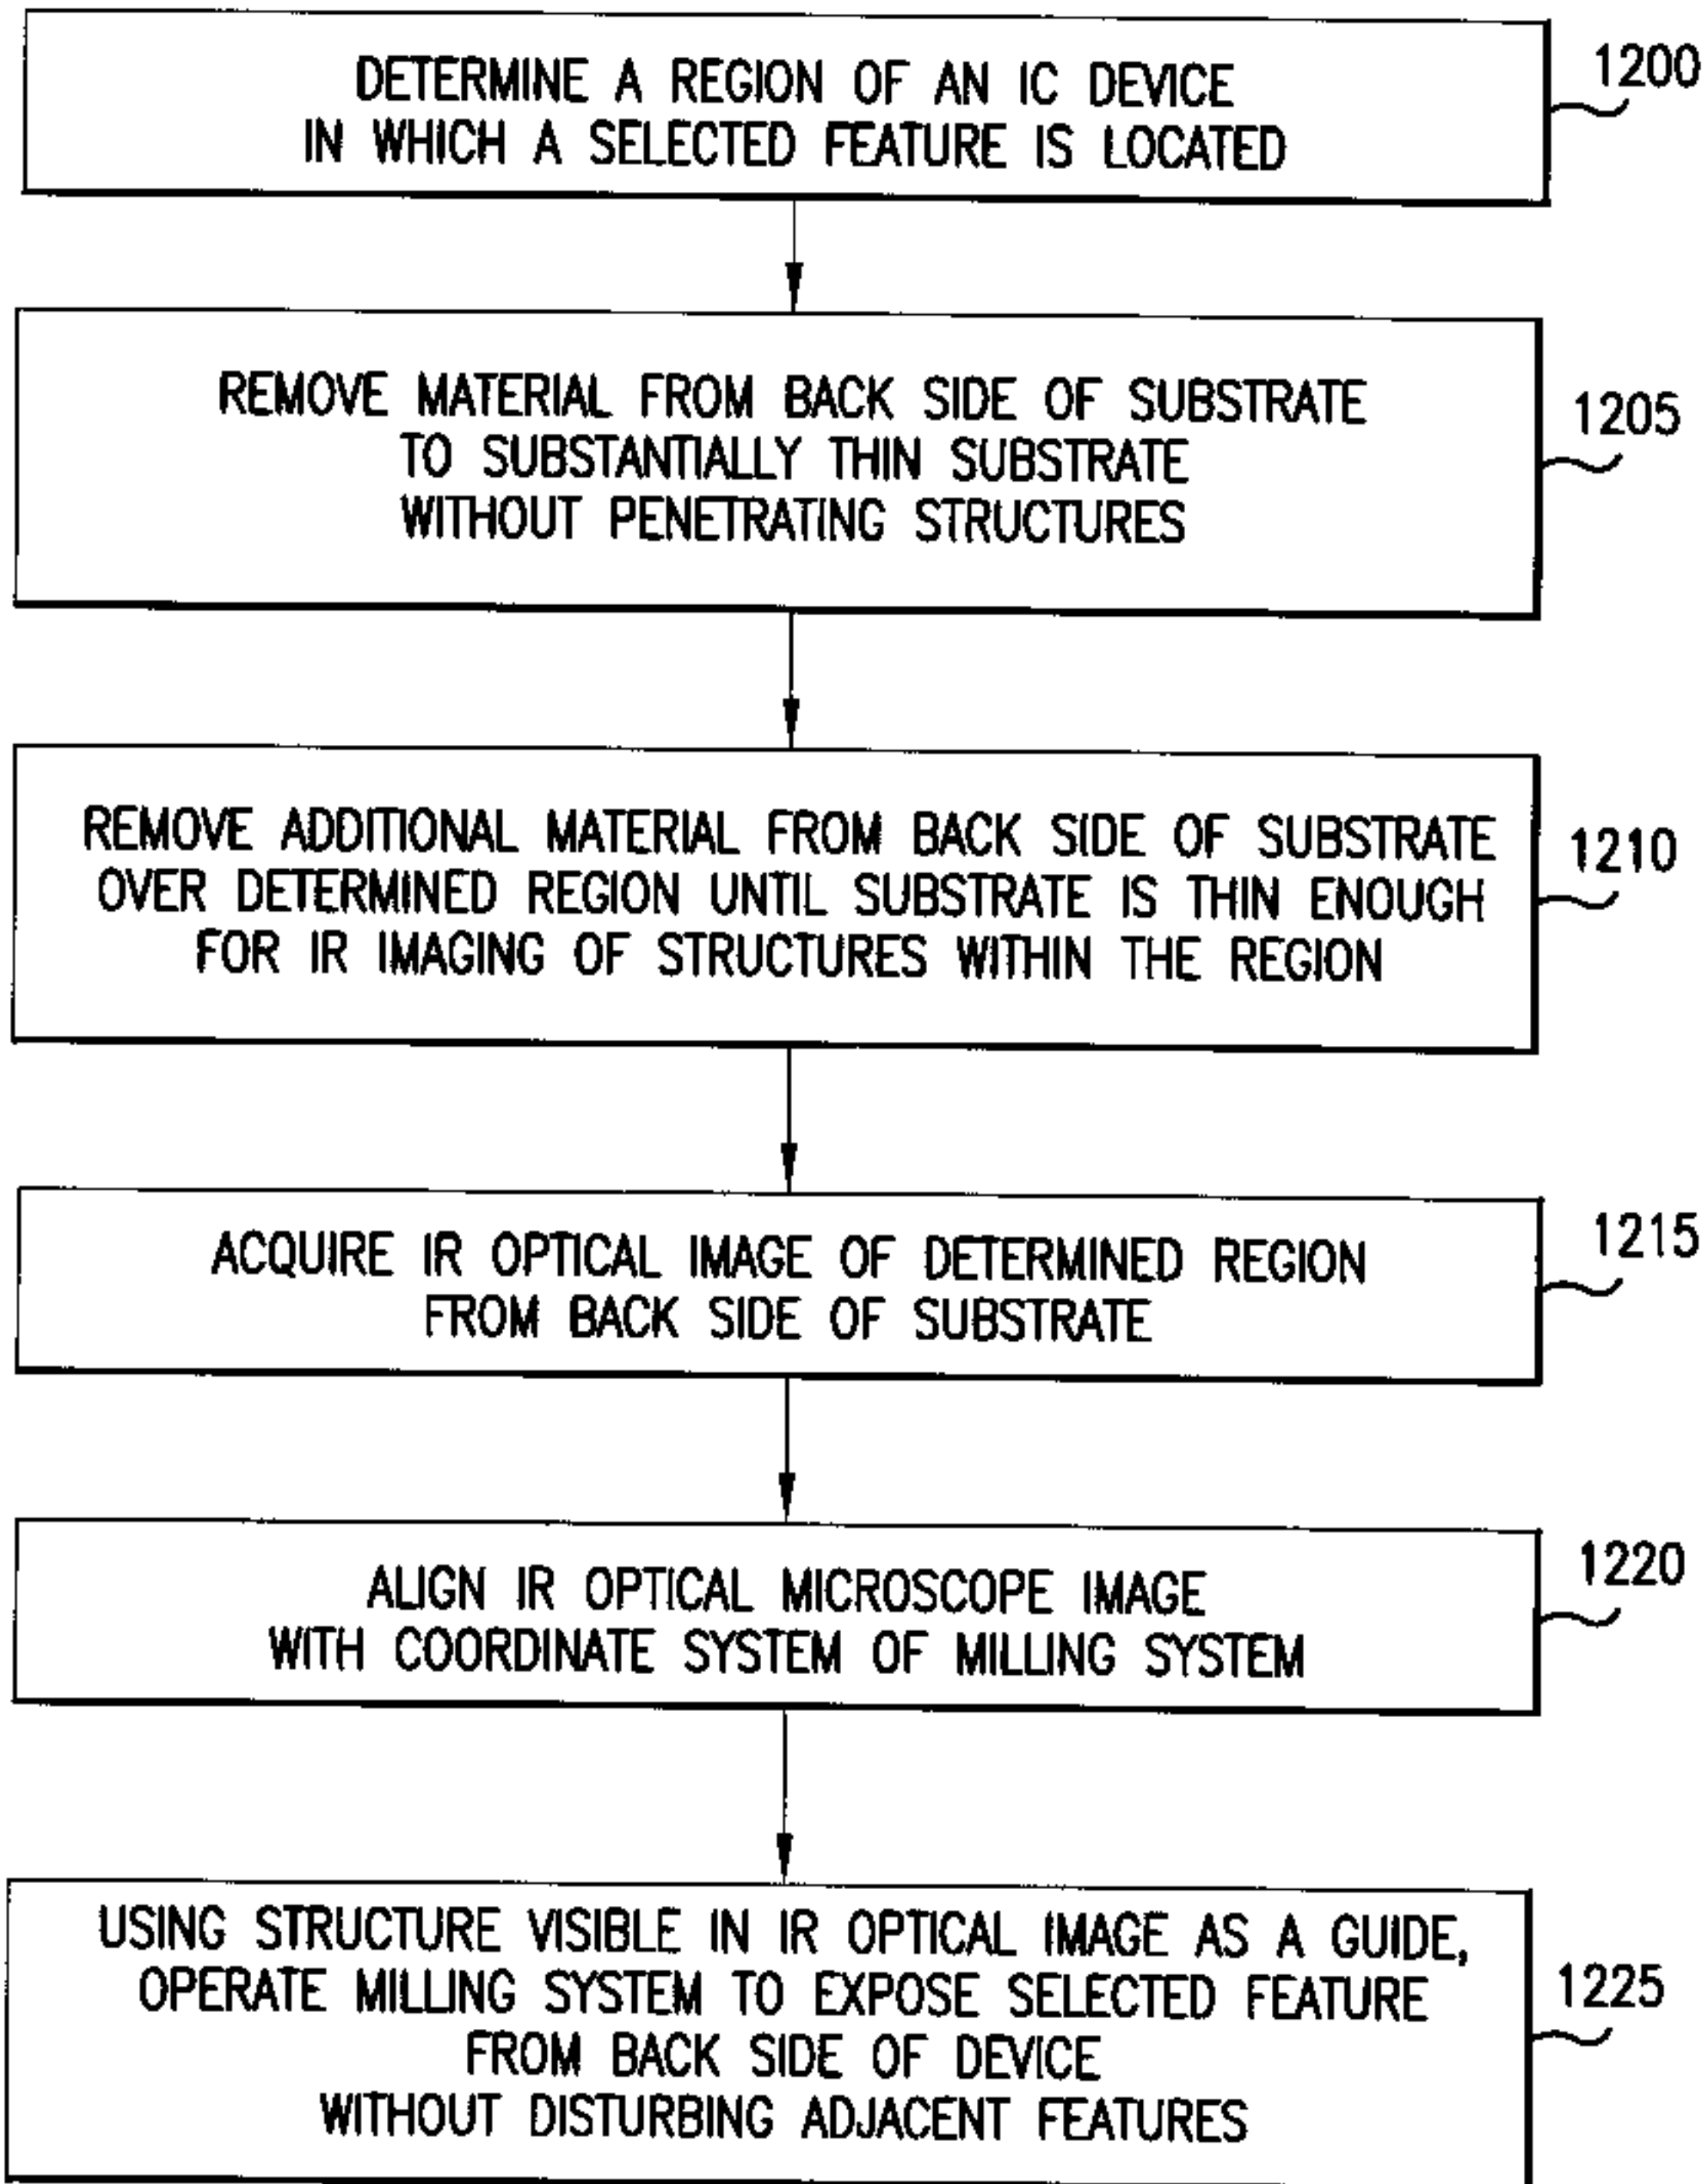 DETERMINE A REGION OF AN IC DEVICE
IN WHICH A SELECTED FEATURE IS LOCATED
1200
REMOVE MATERIAL FROM BACK SIDE OF SUBSTRATE
TO SUBSTANTIALLY THIN SUBSTRATE
WITHOUT PENETRATING STRUCTURES
1205
REMOVE ADDITIONAL MATERIAL FROM BACK SIDE OF SUBSTRATE
OVER DETERMINED REGION UNTIL SUBSTRATE IS THIN ENOUGH
FOR IR IMAGING OF STRUCTURES WITHIN THE REGION
1210
ACQUIRE IR OPTICAL IMAGE OF DETERMINED REGION
FROM BACK SIDE OF SUBSTRATE
1215
ALIGN IR OPTICAL MICROSCOPE IMAGE
WITH COORDINATE SYSTEM OF MILLING SYSTEM
1220
USING STRUCTURE VISIBLE IN IR OPTICAL IMAGE AS A GUIDE,
OPERATE MILLING SYSTEM TO EXPOSE SELECTED FEATURE
FROM BACK SIDE OF DEVICE
WITHOUT DISTURBING ADJACENT FEATURES
1225